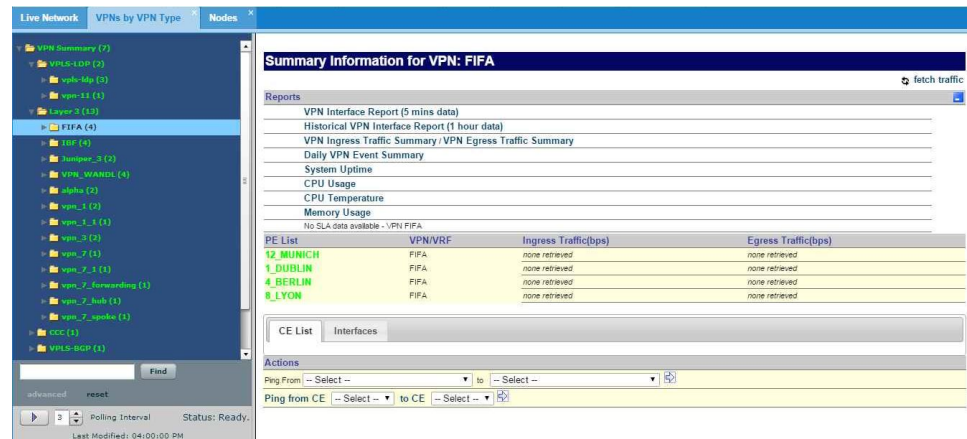 Live Network VPNs by VPN Type × Nodes ×
VPN Summary (7)
VPLS-LDP (2)
vpls-ldp (3)
vpn-11 (1)
Layer 3 (13)
FIFA (4)
IBF (4)
Juniper_3 (2)
VPN_WANDL (4)
alpha (2)
vpn_1 (2)
vpn_1_1 (1)
vpn_3 (2)
vpn_7 (1)
vpn_7_1 (1)
vpn_7_forwarding (1)
vpn_7_hub (1)
vpn_7_spoke (1)
CCC (1)
VPLS-BGP (1)
Find
advanced reset
3 Polling Interval Status: Ready.
Last Modified: 04:00:00 PM
Summary Information for VPN: FIFA
fetch traffic
Reports
VPN Interface Report (5 mins data)
Historical VPN Interface Report (1 hour data)
VPN Ingress Traffic Summary / VPN Egress Traffic Summary
Daily VPN Event Summary
System Uptime
CPU Usage
CPU Temperature
Memory Usage
No SLA data available - VPN FIFA
PE List VPN/VRF Ingress Traffic(bps) Egress Traffic(bps)
12_MUNICH FIFA none retrieved none retrieved
1_DUBLIN FIFA none retrieved none retrieved
4_BERLIN FIFA none retrieved none retrieved
8_LYON FIFA none retrieved none retrieved
CE List Interfaces
Actions
Ping From -- Select -- to -- Select --
Ping from CE -- Select -- to CE -- Select --